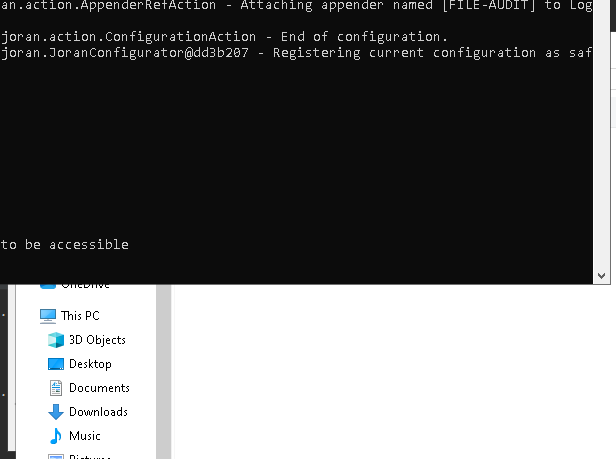 an.action.AppenderRefAction - Attaching appender named [FILE-AUDIT] to Log
joran.action.ConfigurationAction - End of configuration.
joran.JoranConfigurator@dd3b207 - Registering current configuration as saf
to be accessible
OneDrive
This PC
3D Objects
Desktop
Documents
Downloads
Music
Pictures